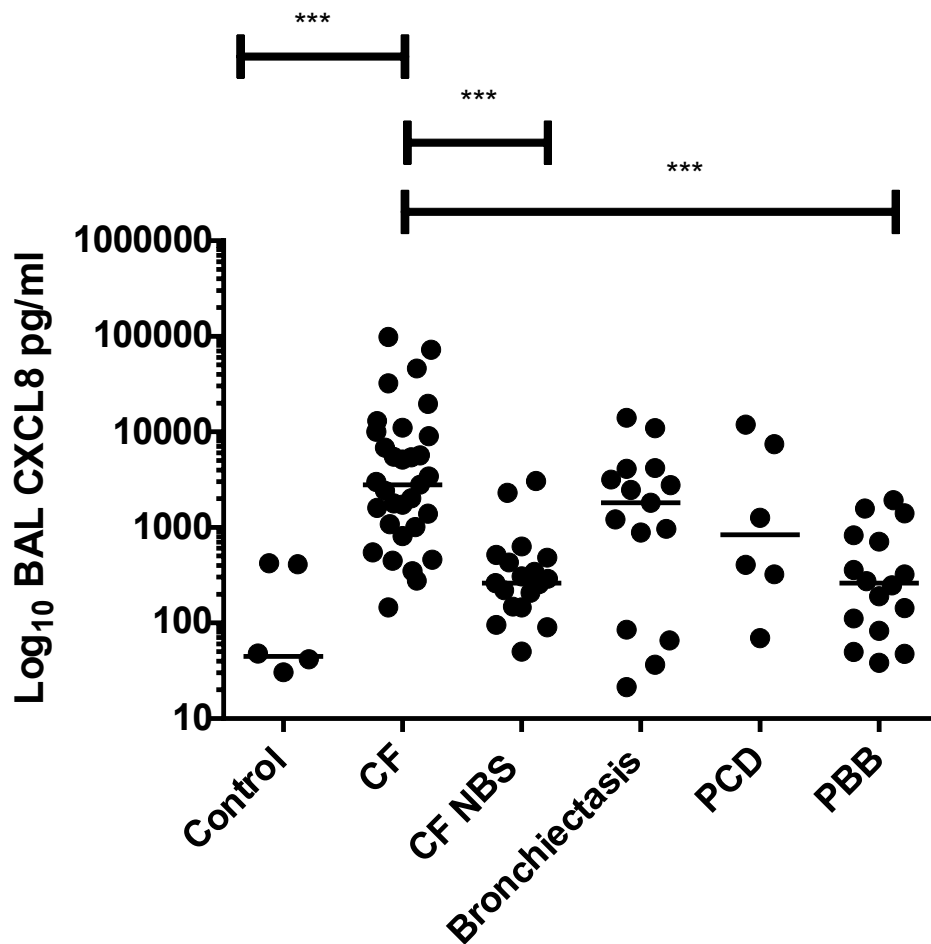 ***
***
***
Log10 BAL CXCL8 pg/ml
1000000
100000
10000
1000
100
10
Control
CF
CF NBS
Bronchiectasis
PCD
PBB